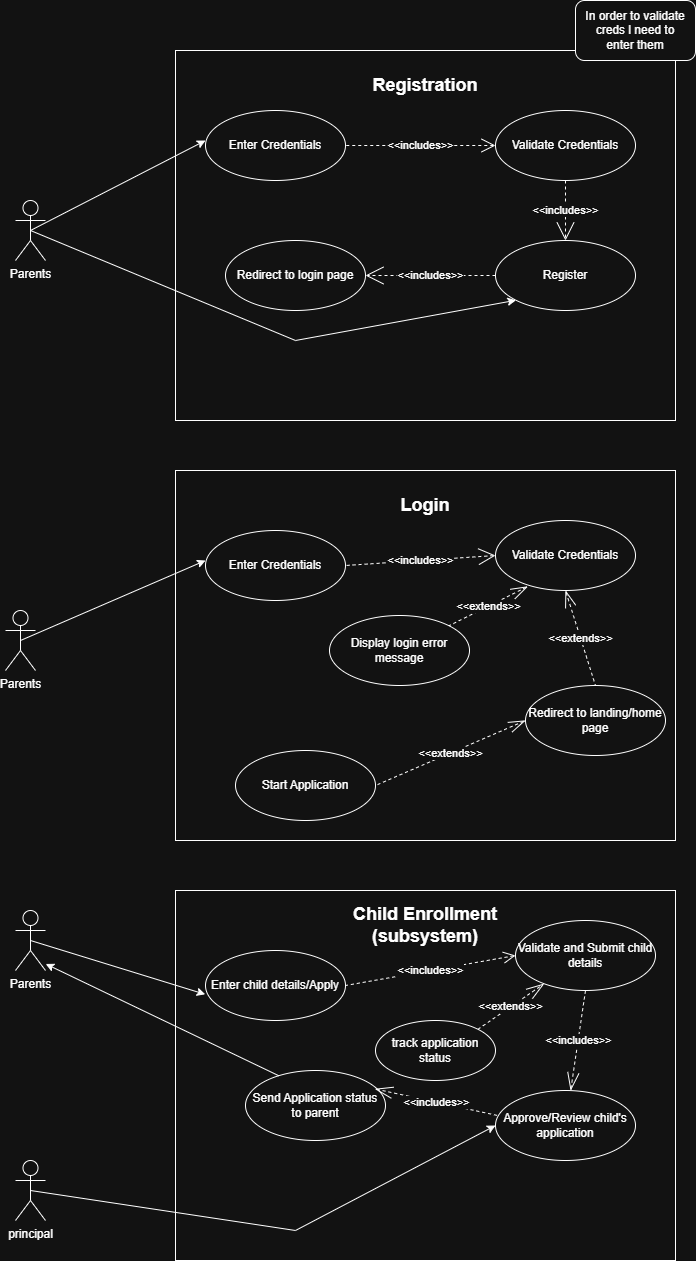 In order to validate
creds I need to
enter them
Registration
Enter Credentials
<<includes>>
Validate Credentials
<<includes>>
Parents
Redirect to login page
<<includes>>
Register
Login
Enter Credentials
<<includes>>
Validate Credentials
<<extends>>
Parents
Display login error
message
<<extends>>
Redirect to landing/home
page
<<extends>>
Start Application
Child Enrollment
(subsystem)
Parents
Enter child details/Apply
<<includes>>
Validate and Submit child
details
<<extends>>
track application
status
<<includes>>
Send Application status
to parent
<<includes>>
Approve/Review child's
application
principal